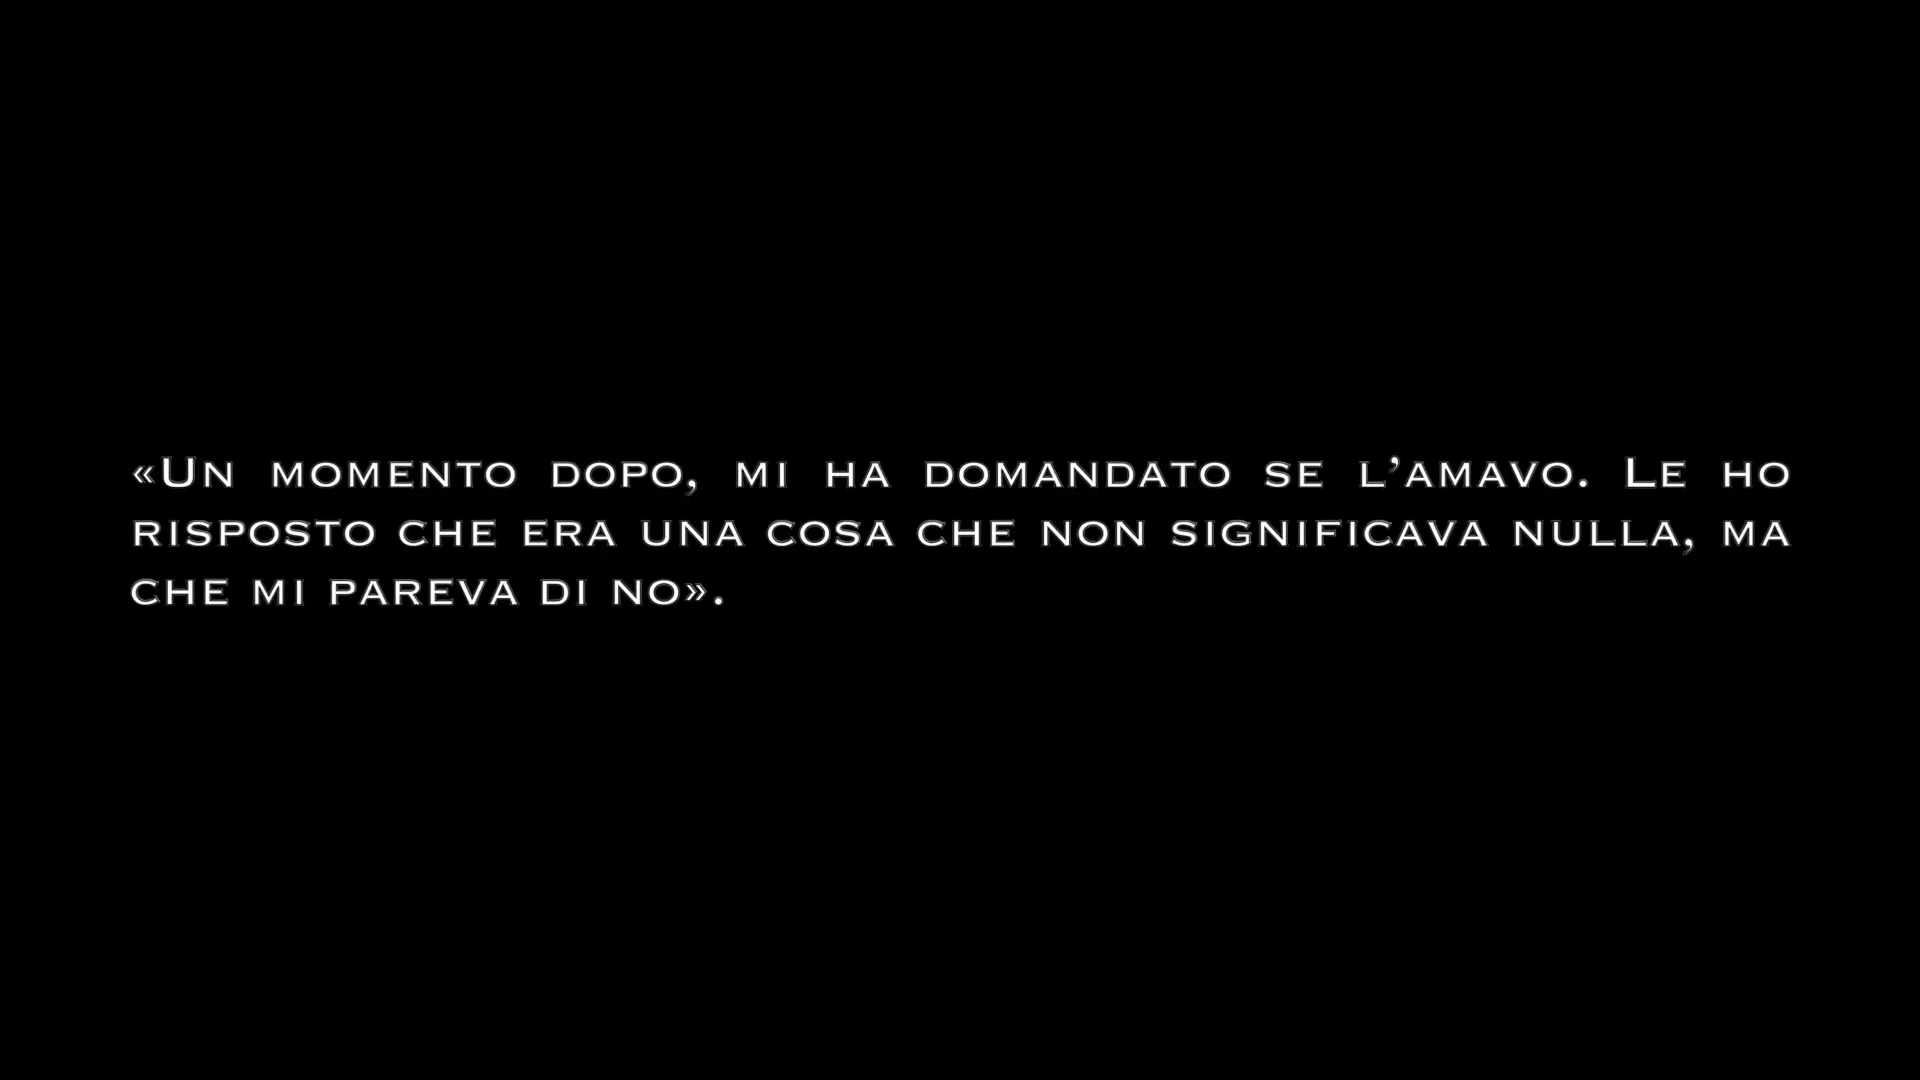 «Un momento dopo, mi ha domandato se l’amavo. Le ho
risposto che era una cosa che non significava nulla, ma
che mi pareva di no».